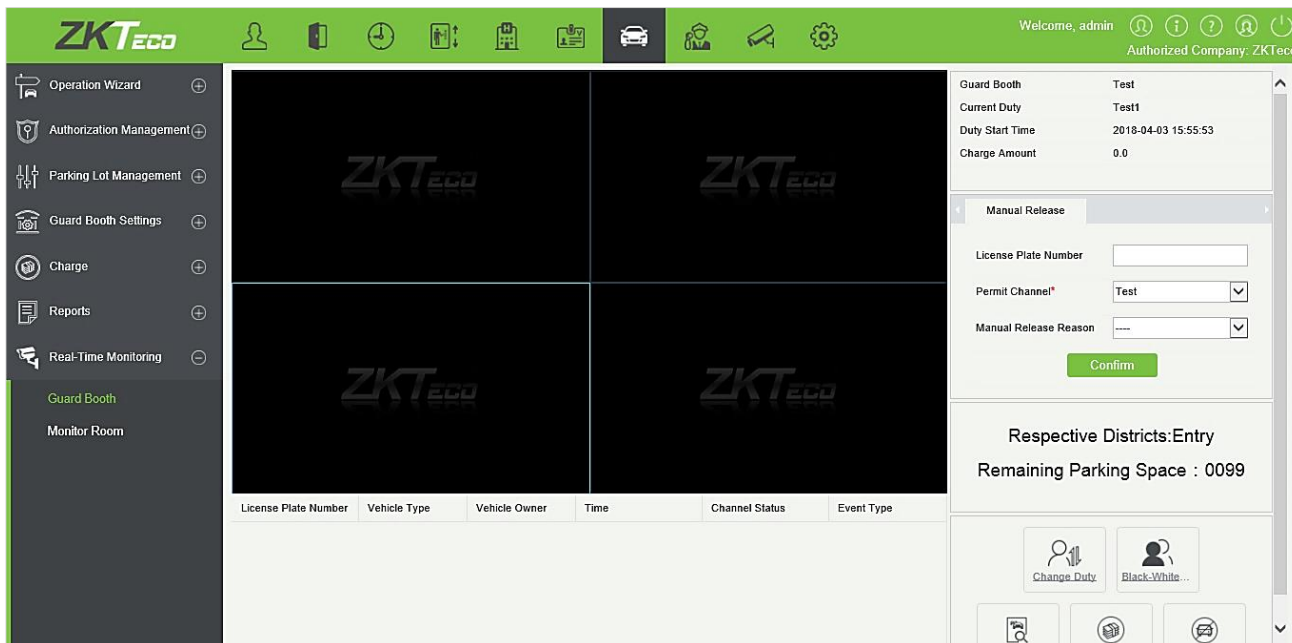 ZKTeco
Welcome, admin
Authorized Company: ZKTeco
Operation Wizard
Authorization Management
Parking Lot Management
Guard Booth Settings
Charge
Reports
Real-Time Monitoring
Guard Booth
Monitor Room
ZKTeco ZKTeco
ZKTeco ZKTeco
License Plate Number Vehicle Type Vehicle Owner Time Channel Status Event Type
Guard Booth Test
Current Duty Test1
Duty Start Time 2018-04-03 15:55:53
Charge Amount 0.0
Manual Release
License Plate Number
Permit Channel* Test
Manual Release Reason ----
Confirm
Respective Districts:Entry
Remaining Parking Space : 0099
Change Duty Black-White...